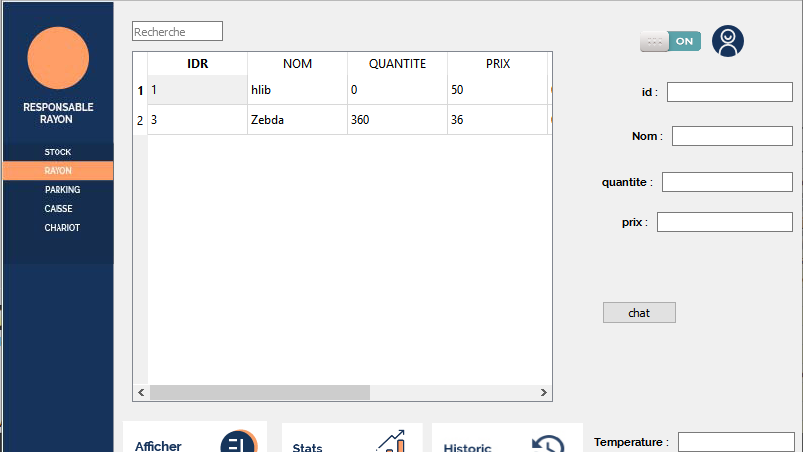 Recherche
ON
RESPONSABLE
RAYON
STOCK
RAYON
PARKING
CAISSE
CHARIOT
IDR NOM QUANTITE PRIX
1 1 hlib 0 50
2 3 Zebda 360 36
id :
Nom :
quantite :
prix :
chat
Afficher
Stats
Historic
Temperature :